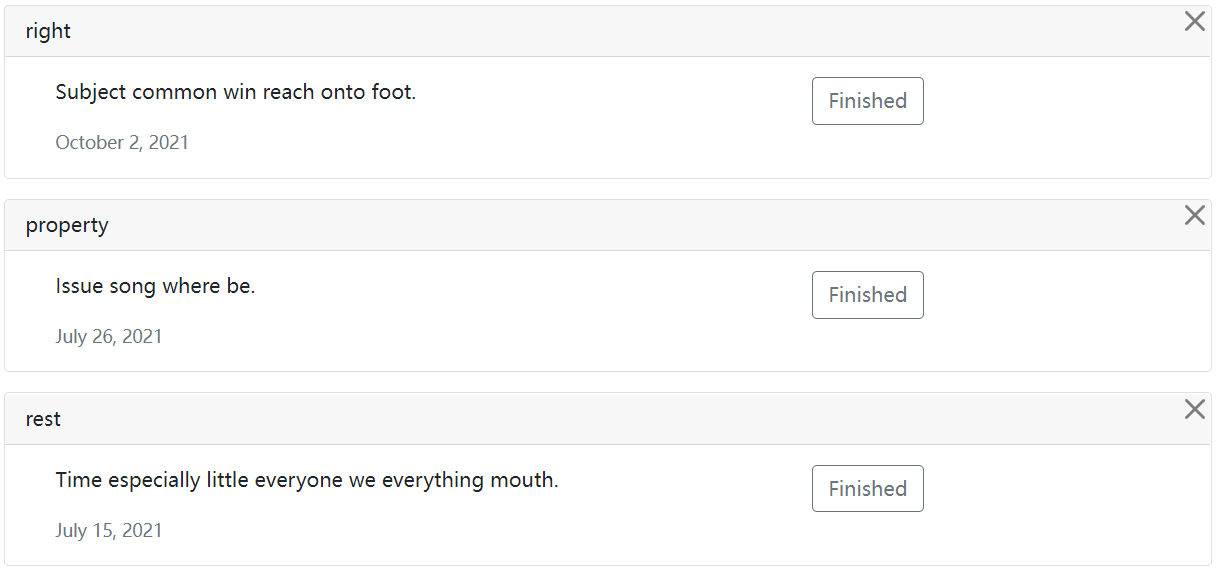 right
Subject common win reach onto foot.
Finished
October 2, 2021
property
Issue song where be.
Finished
July 26, 2021
rest
Time especially little everyone we everything mouth.
Finished
July 15, 2021